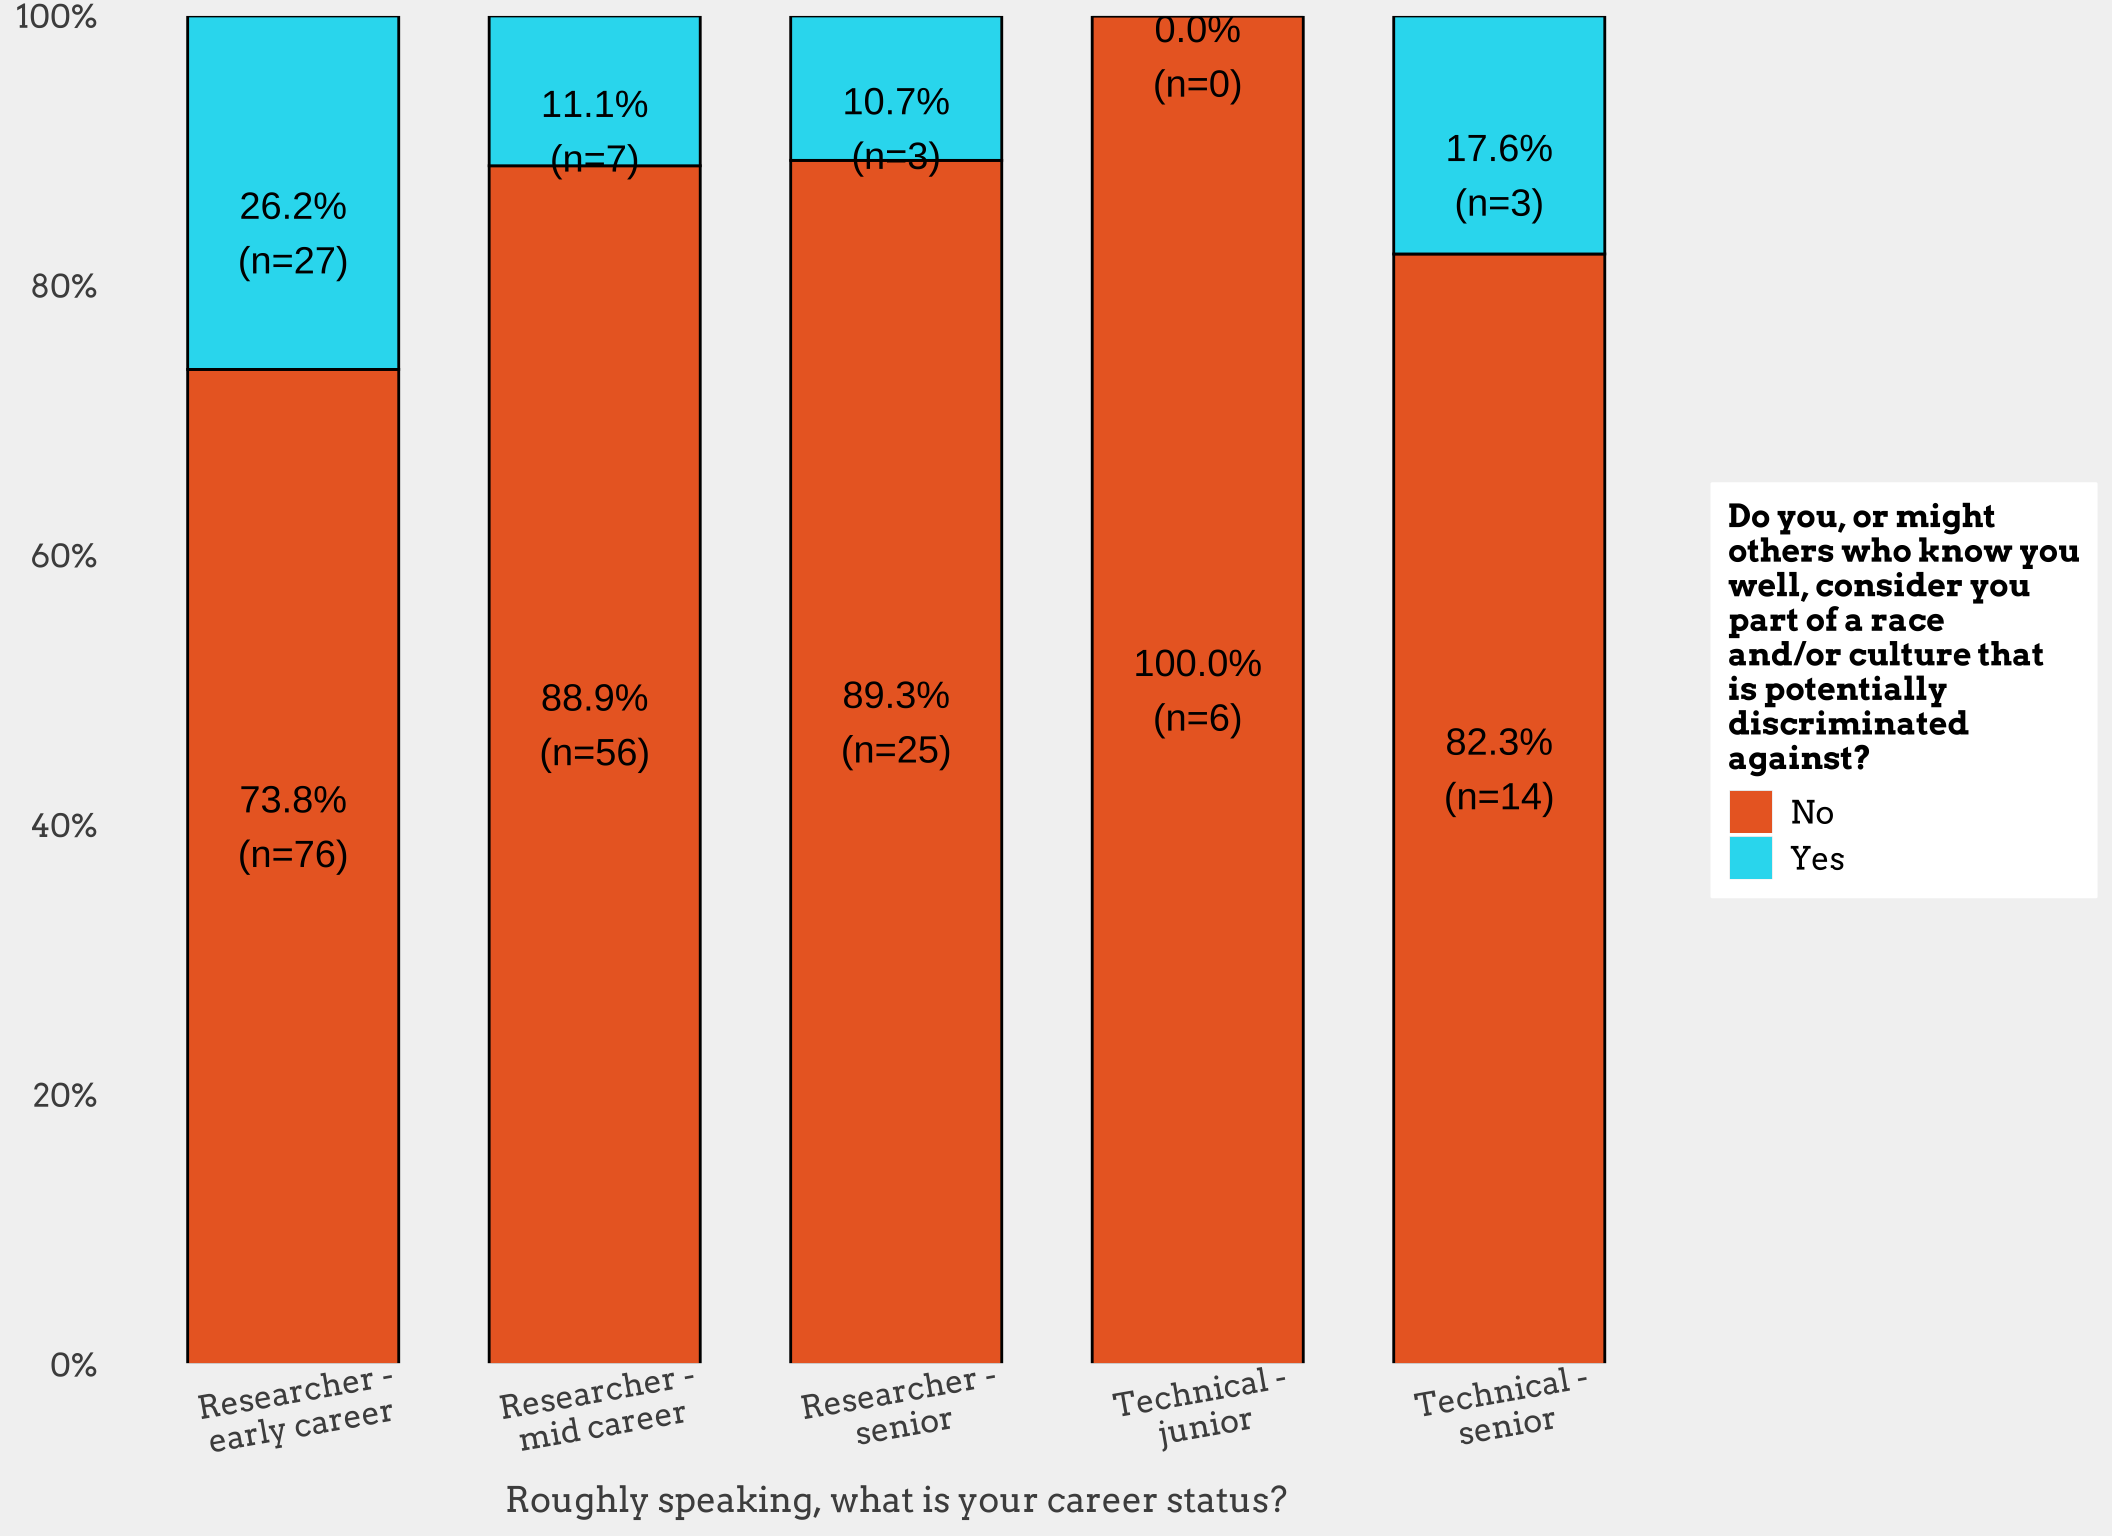 100%
80%
60%
40%
20%
0%
26.2%
(n=27)
73.8%
(n=76)
11.1%
(n=7)
88.9%
(n=56)
10.7%
(n=3)
89.3%
(n=25)
0.0%
(n=0)
100.0%
(n=6)
17.6%
(n=3)
82.3%
(n=14)
Researcher -
early career
Researcher -
mid career
Researcher -
senior
Technical -
junior
Technical -
senior
Roughly speaking, what is your career status?
Do you, or might
others who know you
well, consider you
part of a race
and/or culture that
is potentially
discriminated
against?
No
Yes